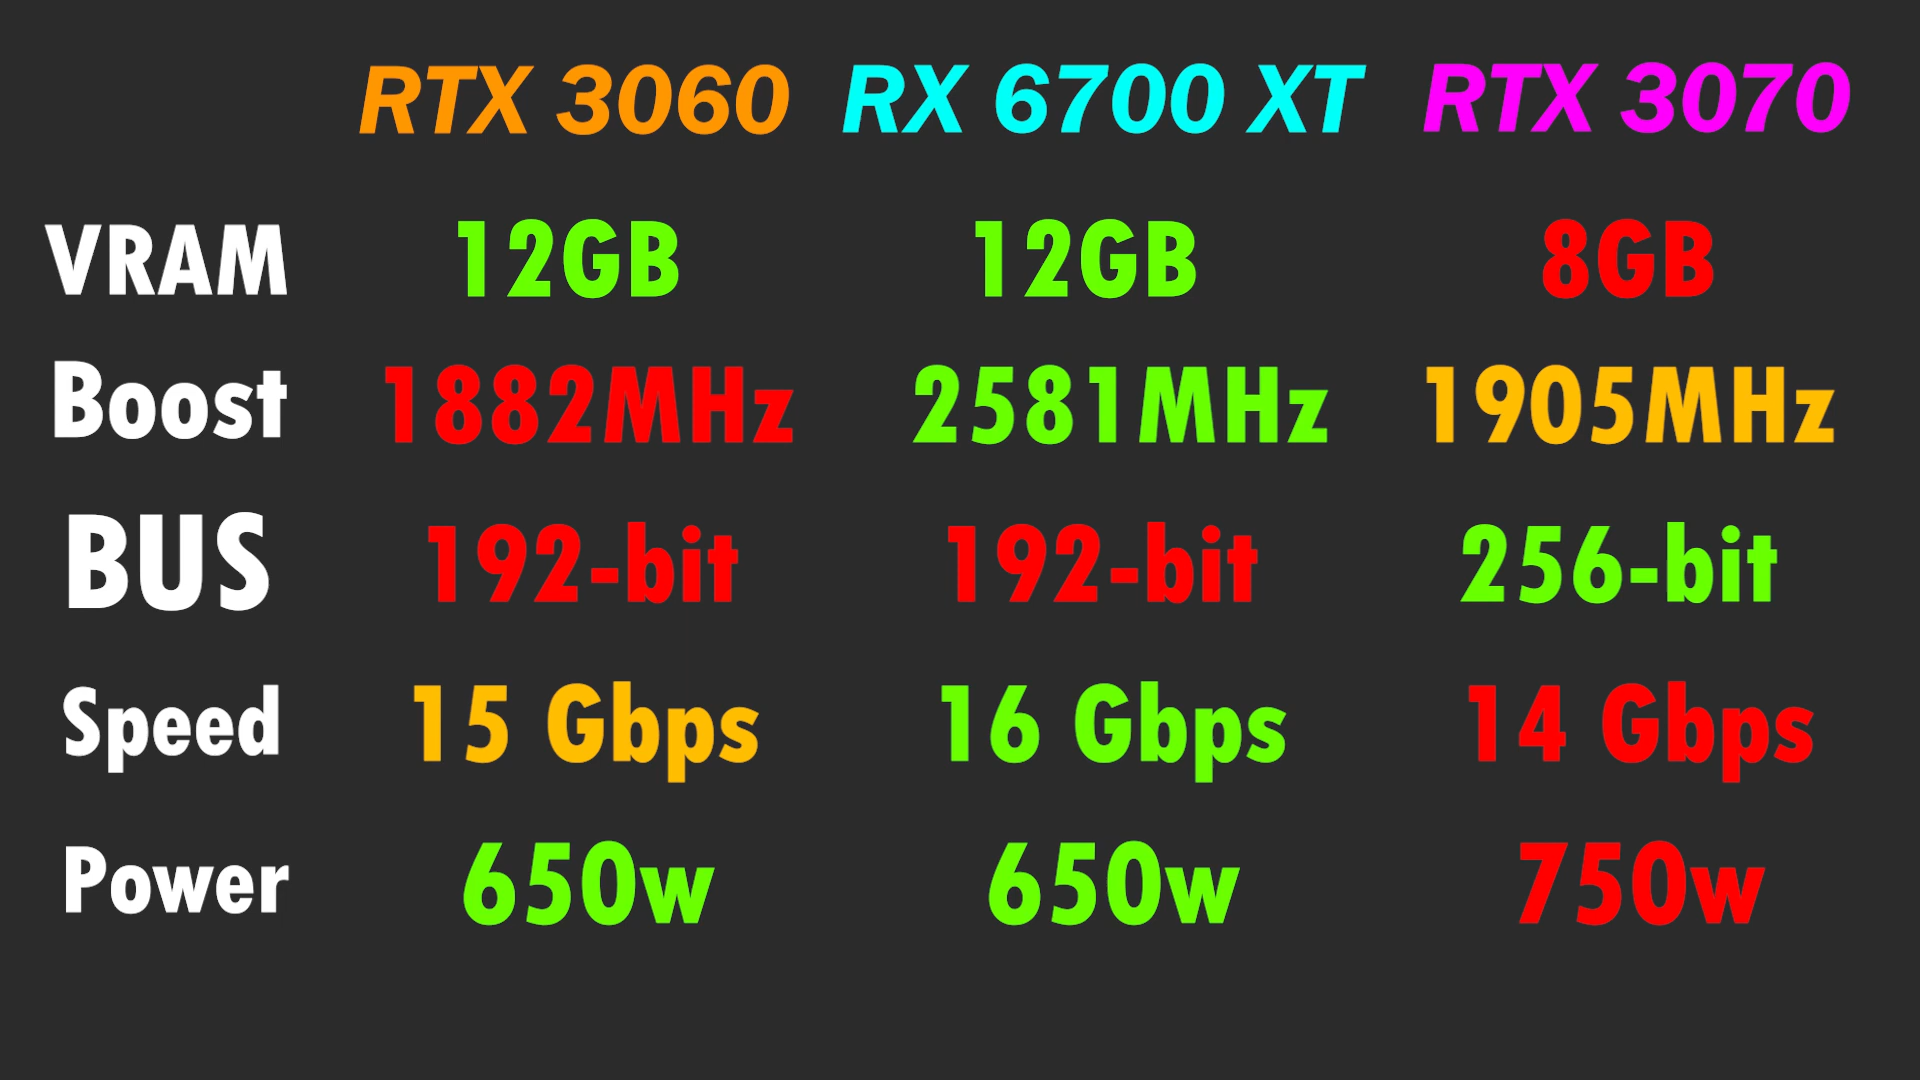 RTX 3060 RX 6700 XT RTX 3070
VRAM 12GB 12GB 8GB
Boost 1882MHz 2581MHz 1905MHz
BUS 192-bit 192-bit 256-bit
Speed 15 Gbps 16 Gbps 14 Gbps
Power 650w 650w 750w